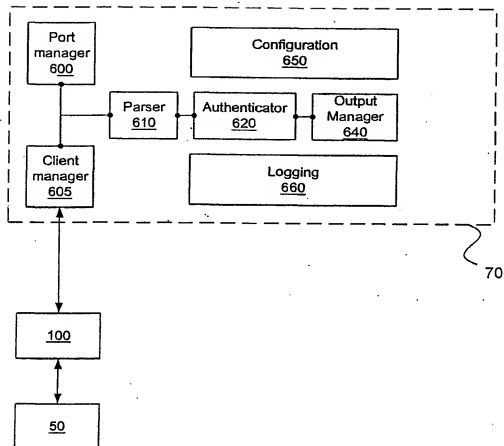 Port
manager
600
Configuration
650
Parser
610
Authenticator
620
Output
Manager
640
Client
manager
605
Logging
660
70
100
50